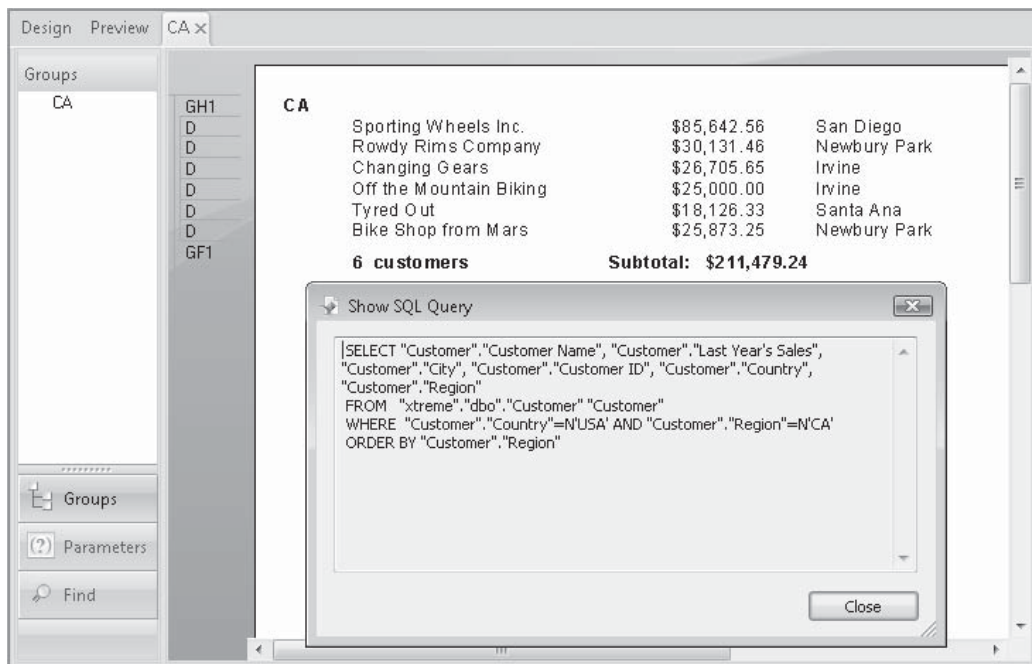 Design Preview CA ×
Groups
CA
GH1
D
D
D
D
D
D
GF1
CA
Sporting Wheels Inc. $85,642.56 San Diego
Rowdy Rims Company $30,131.46 Newbury Park
Changing Gears $26,705.65 Irvine
Off the Mountain Biking $25,000.00 Irvine
Tyred Out $18,126.33 Santa Ana
Bike Shop from Mars $25,873.25 Newbury Park
6 customers Subtotal: $211,479.24
Show SQL Query
SELECT "Customer"."Customer Name", "Customer"."Last Year's Sales",
"Customer"."City", "Customer"."Customer ID", "Customer"."Country",
"Customer"."Region"
FROM "xtreme"."dbo"."Customer" "Customer"
WHERE "Customer"."Country"=N'USA' AND "Customer"."Region"=N'CA'
ORDER BY "Customer"."Region"
Close
Groups
(?) Parameters
Find